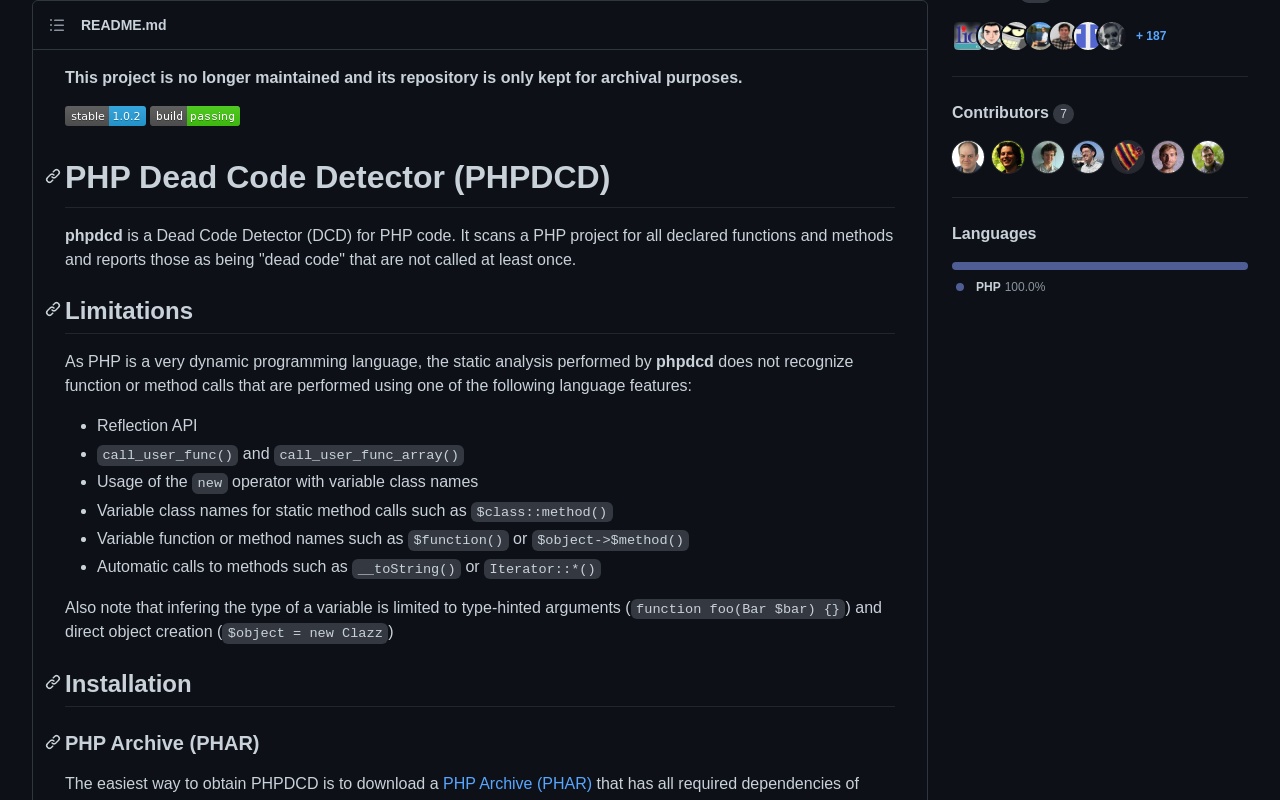 README.md
This project is no longer maintained and its repository is only kept for archival purposes.
stable 1.0.2 build passing
PHP Dead Code Detector (PHPDCD)
phpdcd is a Dead Code Detector (DCD) for PHP code. It scans a PHP project for all declared functions and methods
and reports those as being "dead code" that are not called at least once.
Limitations
As PHP is a very dynamic programming language, the static analysis performed by phpdcd does not recognize
function or method calls that are performed using one of the following language features:
Reflection API
call_user_func() and call_user_func_array()
Usage of the new operator with variable class names
Variable class names for static method calls such as $class::method()
Variable function or method names such as $function() or $object->$method()
Automatic calls to methods such as __toString() or Iterator::*()
Also note that infering the type of a variable is limited to type-hinted arguments (function foo(Bar $bar) {}) and
direct object creation ($object = new Clazz)
Installation
PHP Archive (PHAR)
The easiest way to obtain PHPDCD is to download a PHP Archive (PHAR) that has all required dependencies of
+ 187
Contributors 7
Languages
PHP 100.0%